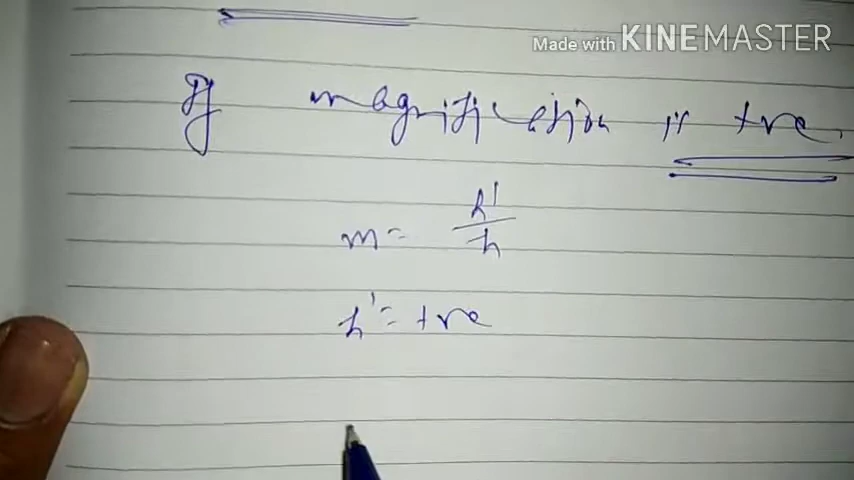 Made with KINEMASTER
If magnification is +ve.
m = h'/h
h' = +ve